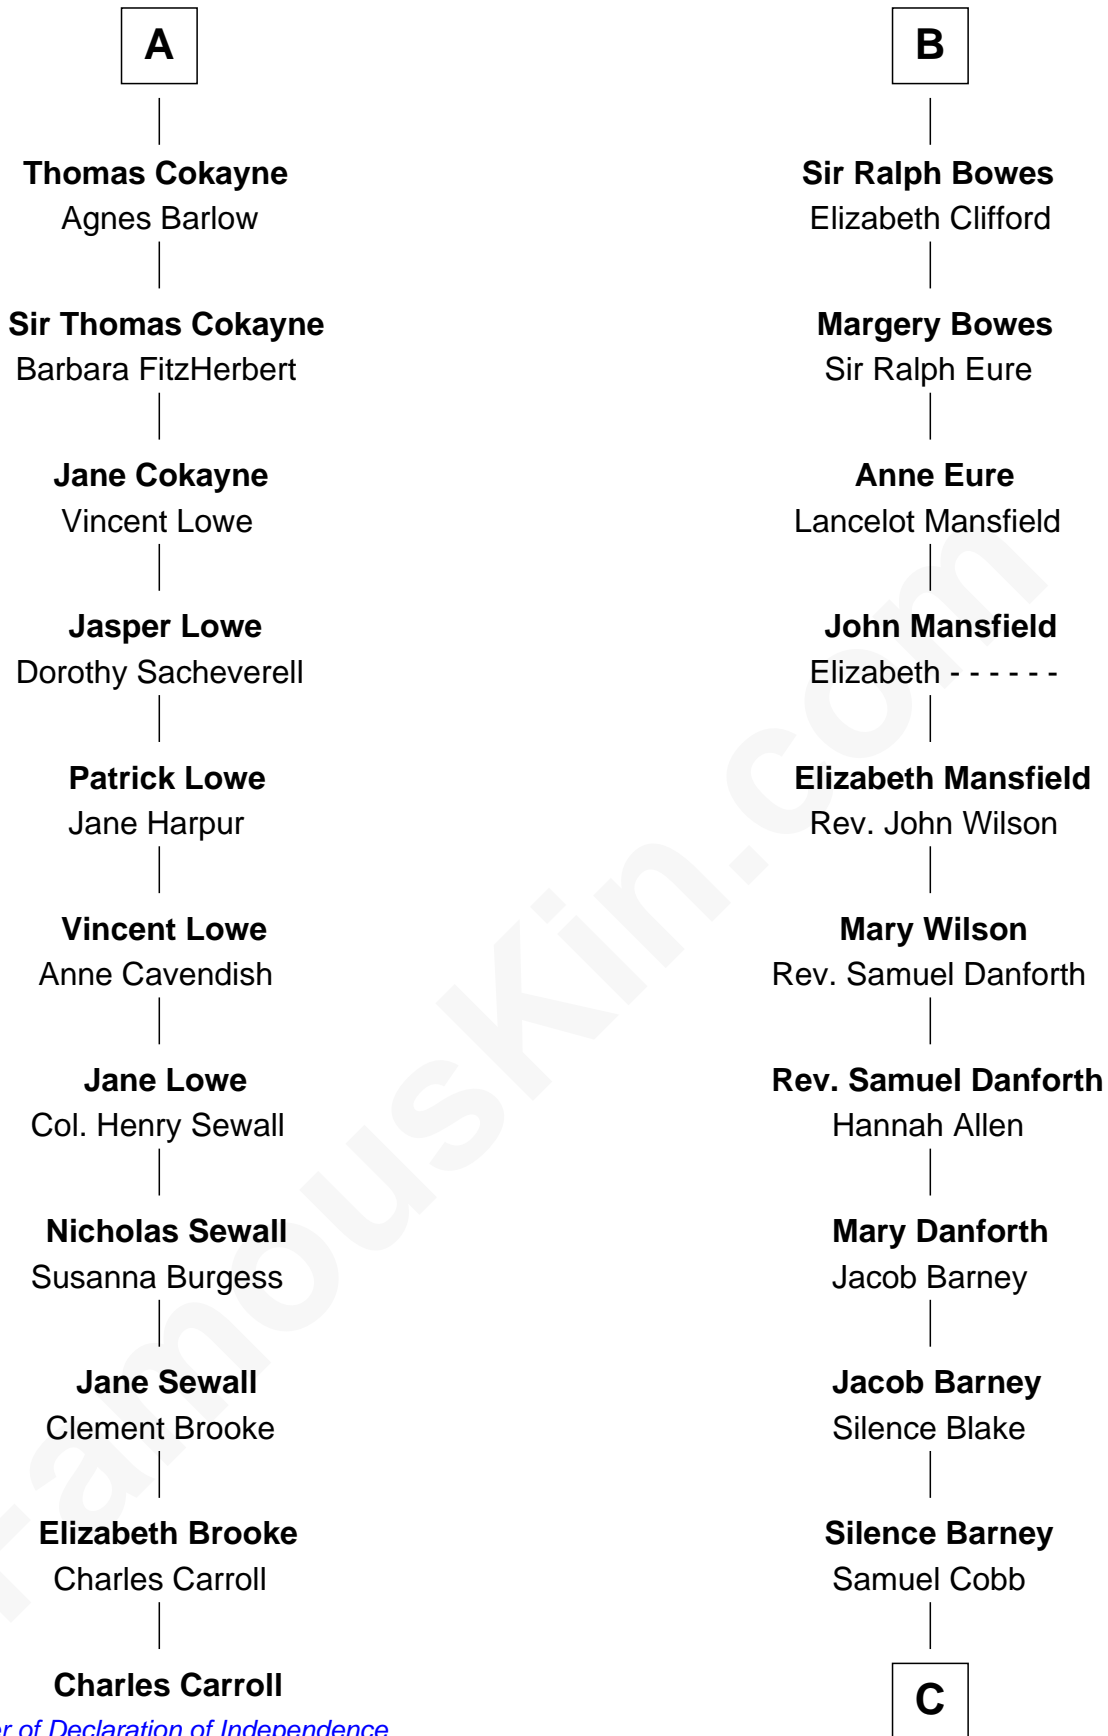 A
Thomas Cokayne
Agnes Barlow
Sir Thomas Cokayne
Barbara FitzHerbert
Jane Cokayne
Vincent Lowe
Jasper Lowe
Dorothy Sacheverell
Patrick Lowe
Jane Harpur
Vincent Lowe
Anne Cavendish
Jane Lowe
Col. Henry Sewall
Nicholas Sewall
Susanna Burgess
Jane Sewall
Clement Brooke
Elizabeth Brooke
Charles Carroll
Charles Carroll
of Declaration of Independence
B
Sir Ralph Bowes
Elizabeth Clifford
Margery Bowes
Sir Ralph Eure
Anne Eure
Lancelot Mansfield
John Mansfield
Elizabeth - - - - - -
Elizabeth Mansfield
Rev. John Wilson
Mary Wilson
Rev. Samuel Danforth
Rev. Samuel Danforth
Hannah Allen
Mary Danforth
Jacob Barney
Jacob Barney
Silence Blake
Silence Barney
Samuel Cobb
C
FamousKin.com